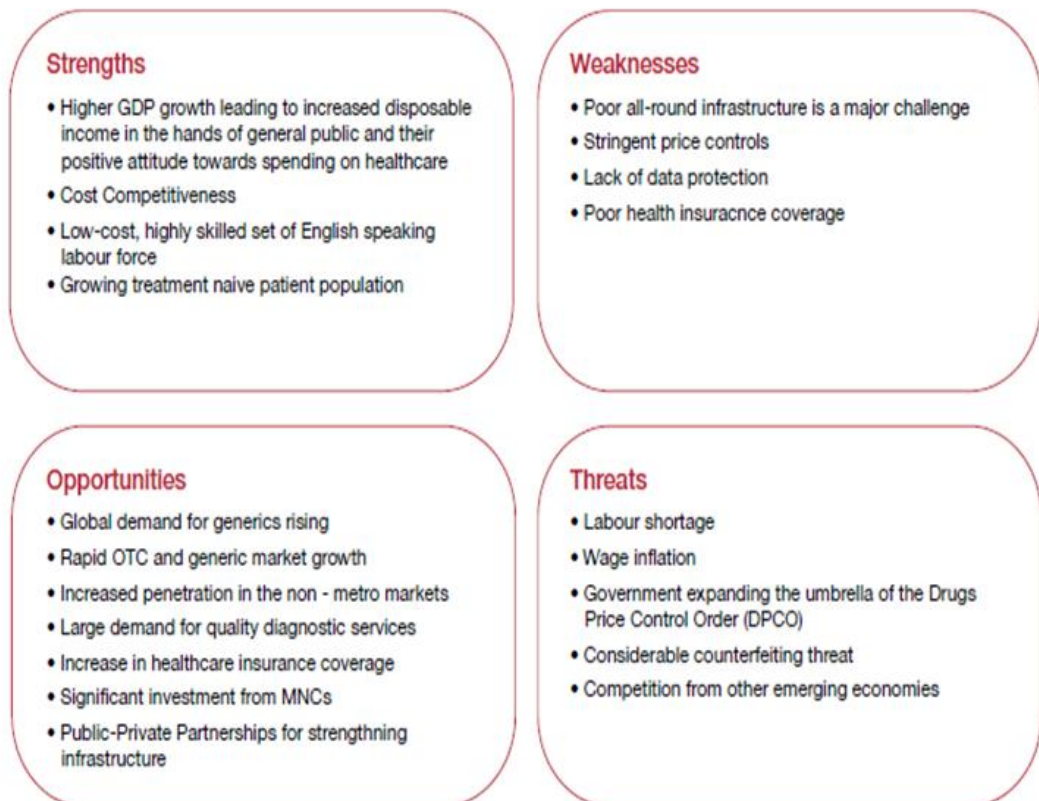 Strengths
• Higher GDP growth leading to increased disposable
income in the hands of general public and their
positive attitude towards spending on healthcare
• Cost Competitiveness
• Low-cost, highly skilled set of English speaking
labour force
• Growing treatment naive patient population
Weaknesses
• Poor all-round infrastructure is a major challenge
• Stringent price controls
• Lack of data protection
• Poor health insuracnce coverage
Opportunities
• Global demand for generics rising
• Rapid OTC and generic market growth
• Increased penetration in the non - metro markets
• Large demand for quality diagnostic services
• Increase in healthcare insurance coverage
• Significant investment from MNCs
• Public-Private Partnerships for strengthning
infrastructure
Threats
• Labour shortage
• Wage inflation
• Government expanding the umbrella of the Drugs
Price Control Order (DPCO)
• Considerable counterfeiting threat
• Competition from other emerging economies